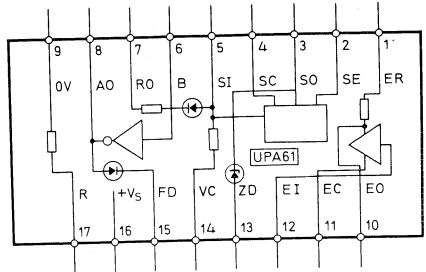 9 8 7 6 5 4 3 2 1
0V AO RO B SI SC SO SE ER
UPA61
R +VS FD VC ZD EI EC EO
17 16 15 14 13 12 11 10